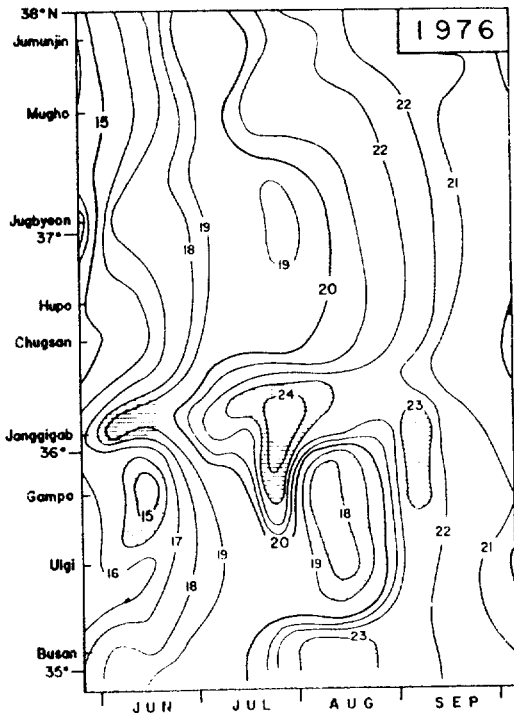 38°N
1976
Jumunjin
22
Mugho
15
22
21
Jugbyeon
37°
19
18
19
20
Hupo
Chugsan
24
23
Janggigab
36°
Gampo
15
18
20
22
17
19
19
21
Ulgi
16
18
Busan
23
35°
JUN JUL AUG SEP